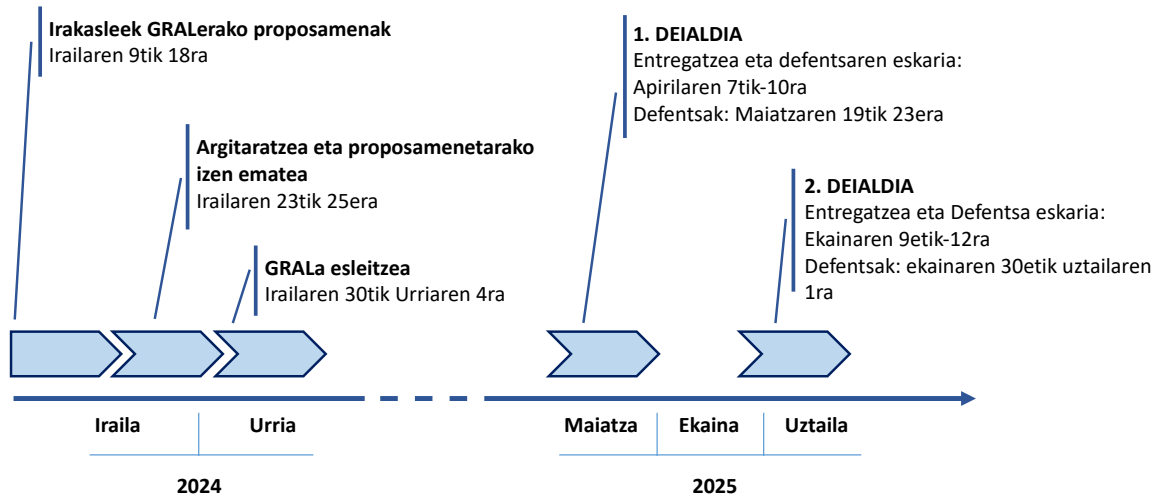 Irakasleek GRALerako proposamenak
Irailaren 9tik 18ra
Argitaratzea eta proposamenetarako
izen ematea
Irailaren 23tik 25era
GRALa esleitzea
Irailaren 30tik Urriaren 4ra
1. DEIALDIA
Entregatzea eta defentsaren eskaria:
Apirilaren 7tik-10ra
Defentsak: Maiatzaren 19tik 23era
2. DEIALDIA
Entregatzea eta Defentsa eskaria:
Ekainaren 9etik-12ra
Defentsak: ekainaren 30etik uztailaren
1ra
Iraila
Urria
Maiatza
Ekaina
Uztaila
2024
2025